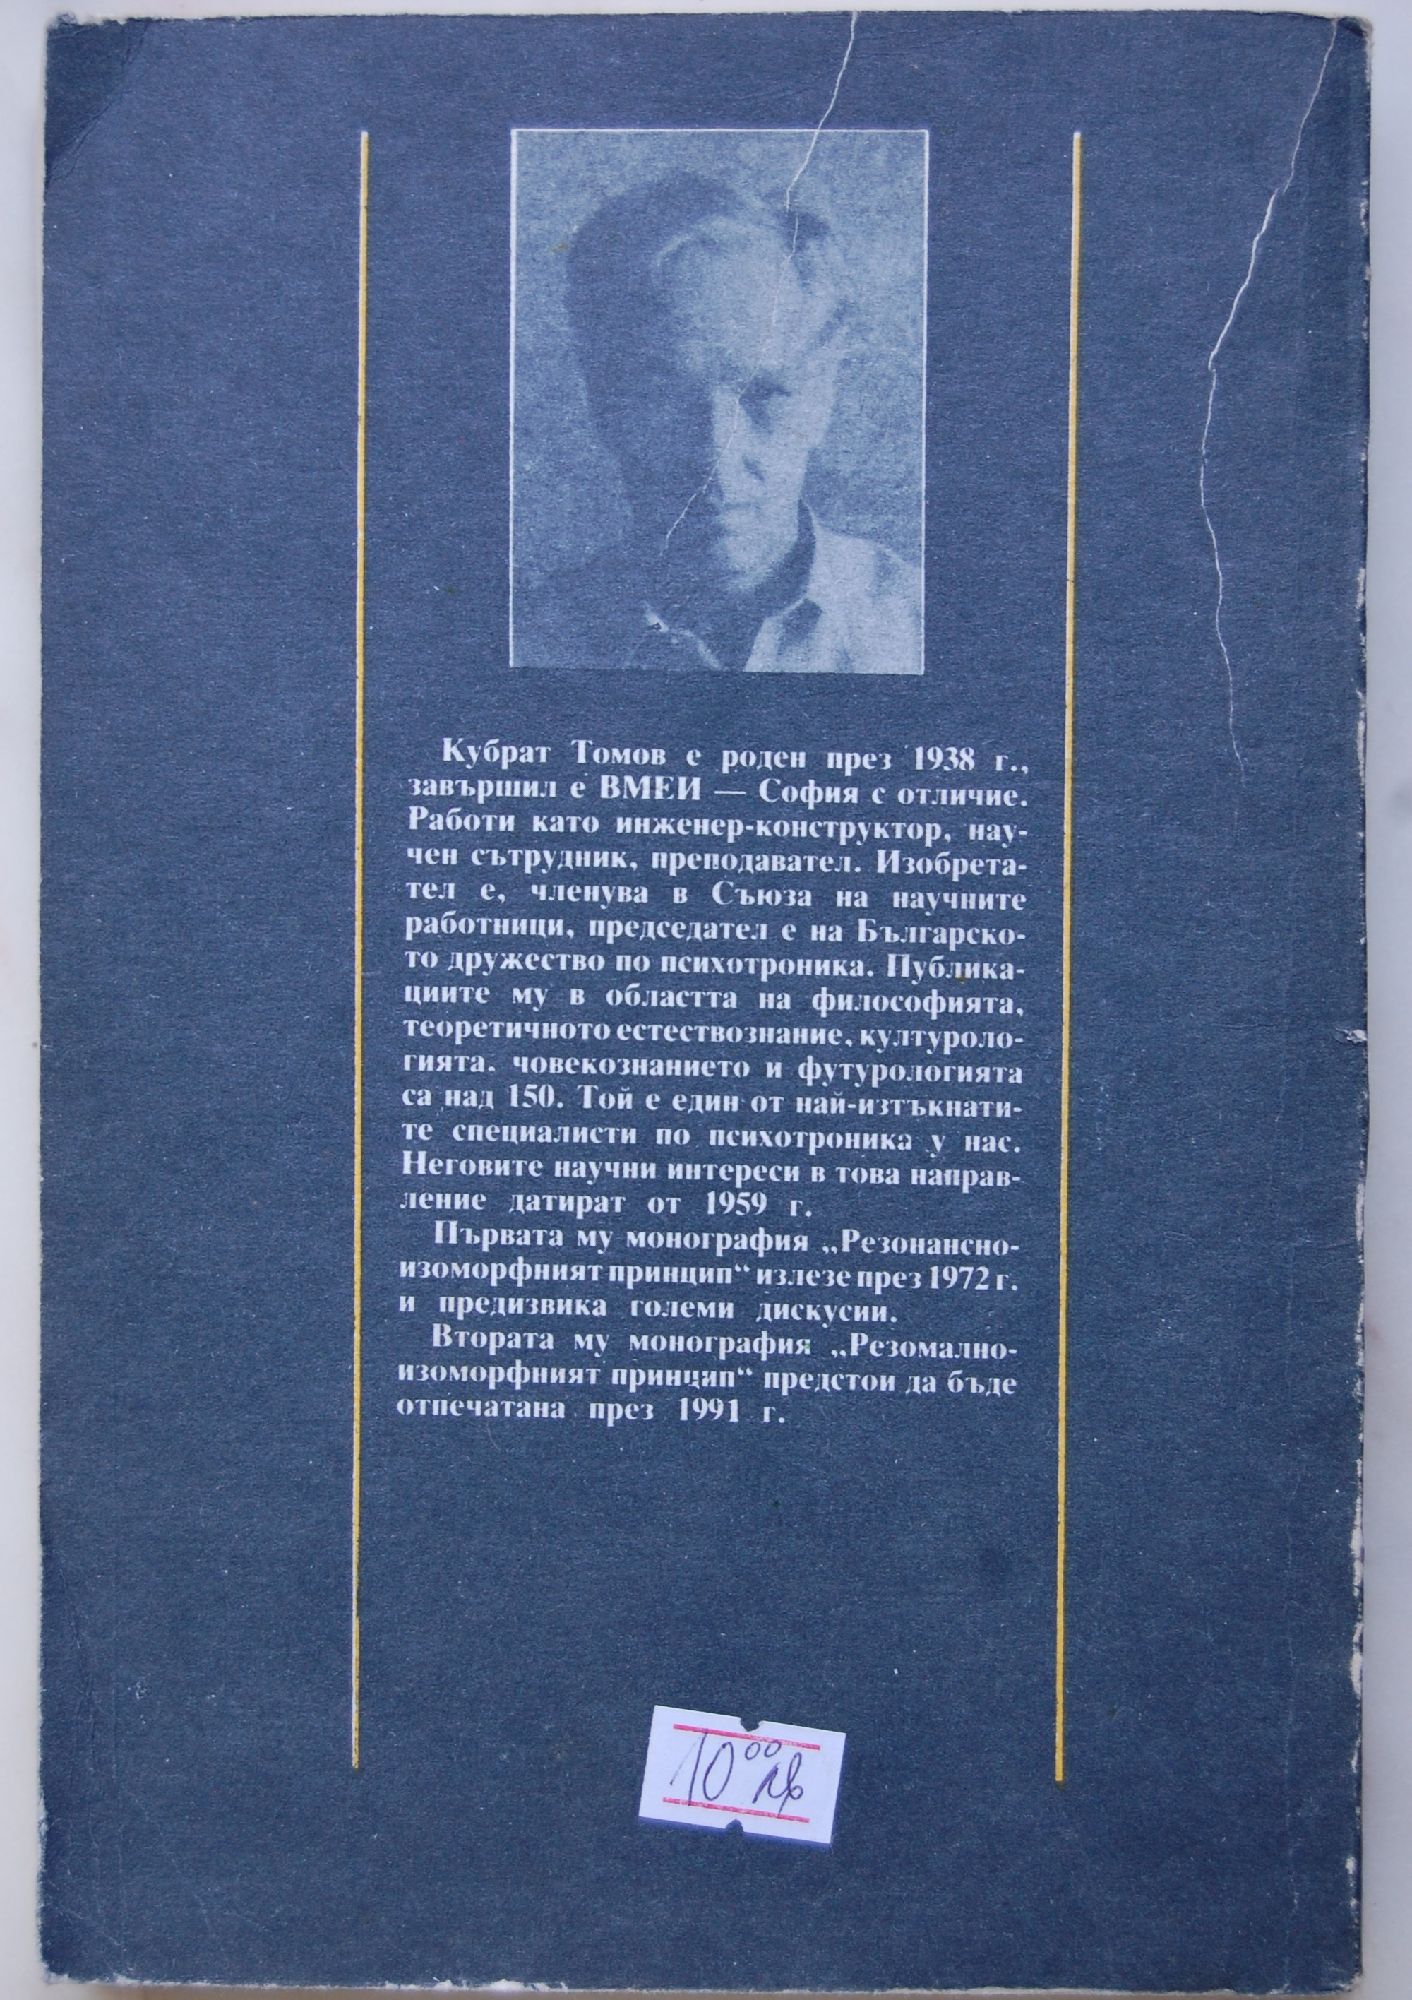 Кубрат Томов е роден през 1938 г.,
завършил е ВМЕИ — София с отличие.
Работи като инженер-конструктор, нау-
чен сътрудник, преподавател. Изобрета-
тел е, членува в Съюза на научните
работници, председател е на Българско-
то дружество по психотроника. Публика-
циите му в областта на философията,
теоретичното естествознание, културоло-
гията, човекознанието и футурологията
са над 150. Той е един от най-изтъкнати-
те специалисти по психотроника у нас.
Неговите научни интереси в това направ-
ление датират от 1959 г.
Първата му монография „Резонансно-
изоморфният принцип“ излезе през 1972 г.
и предизвика големи дискусии.
Втората му монография „Резомално-
изоморфният принцип“ предстои да бъде
отпечатана през 1991 г.
10 00 лв